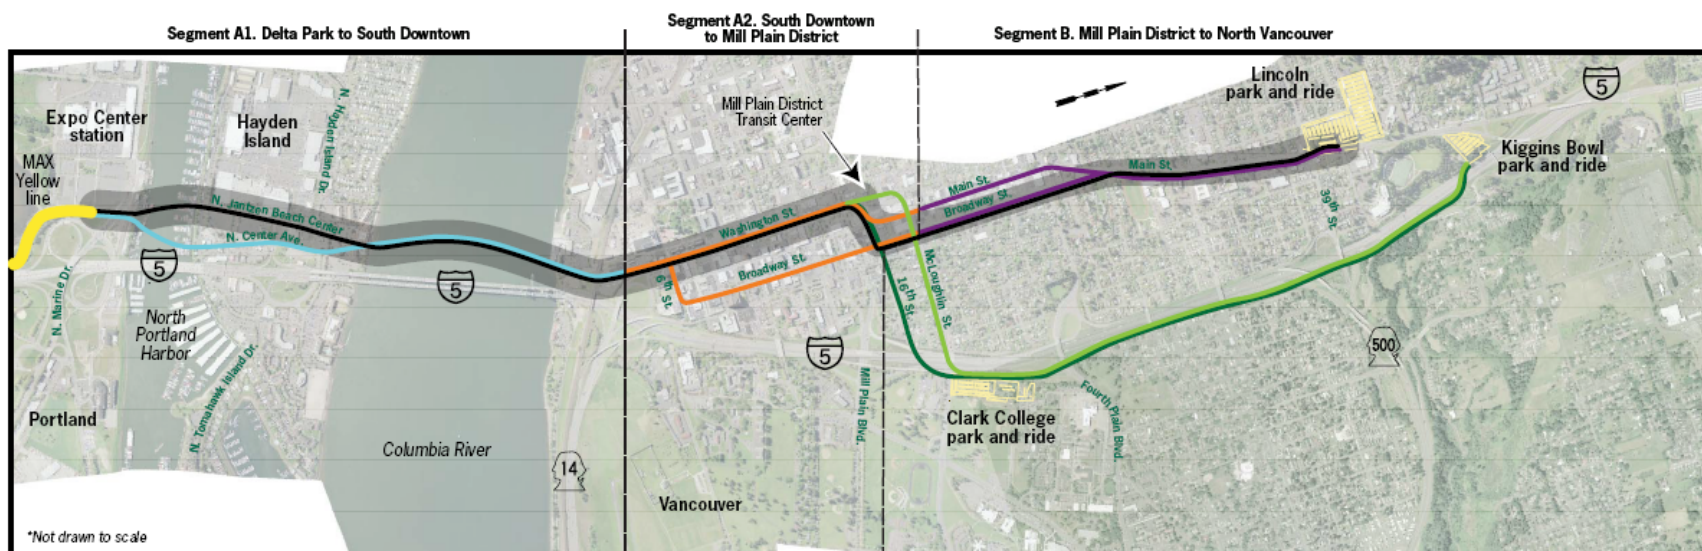 Segment A1. Delta Park to South Downtown
Segment A2. South Downtown
to Mill Plain District
Segment B. Mill Plain District to North Vancouver
Expo Center
station
MAX
Yellow
line
Hayden
Island
N. Hayden Island Dr.
N. Jantzen Beach Center
N. Center Ave.
N. Marine Dr.
5
5
North
Portland
Harbor
N. Tomahawk Island Dr.
Portland
Columbia River
14
*Not drawn to scale
Mill Plain District
Transit Center
Washington St.
Broadway St.
6th St.
5
Mill Plain Blvd.
Vancouver
Lincoln
park and ride
5
Kiggins Bowl
park and ride
Main St.
Main St.
Broadway St.
39th St.
McLoughlin St.
16th St.
500
Clark College
park and ride
Fourth Plain Blvd.